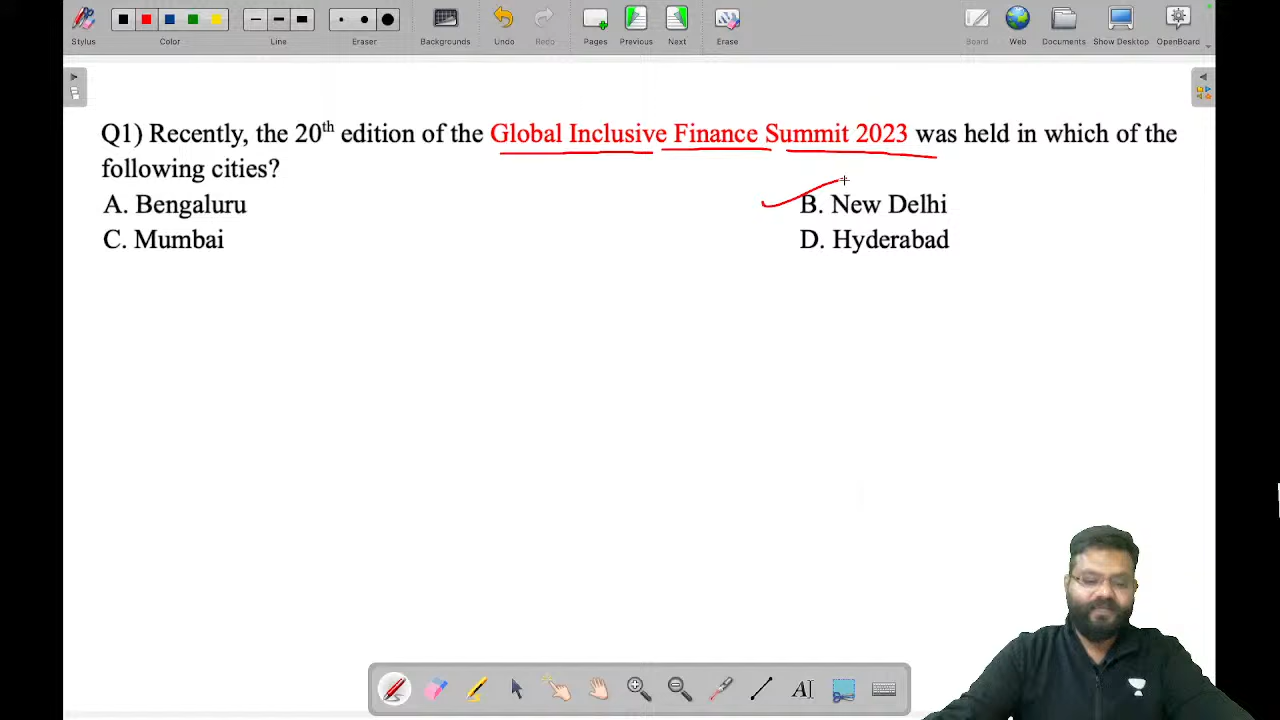 Stylus Color Line Eraser Backgrounds Undo Redo Pages Previous Next Erase Board Web Documents Show Desktop OpenBoard
Q1) Recently, the 20th edition of the Global Inclusive Finance Summit 2023 was held in which of the
following cities?
A. Bengaluru B. New Delhi
C. Mumbai D. Hyderabad